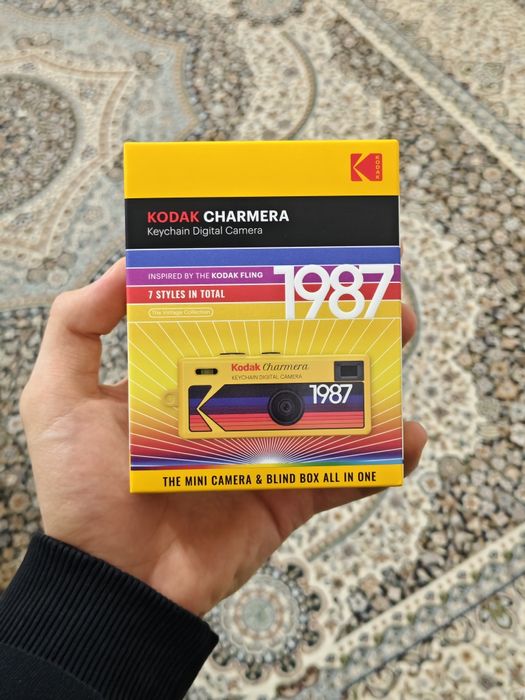 KODAK
KODAK CHARMERA
Keychain Digital Camera
INSPIRED BY THE KODAK FLING
1987
7 STYLES IN TOTAL
The Vintage Collection
Kodak Charmera
KEYCHAIN DIGITAL CAMERA
1987
THE MINI CAMERA & BLIND BOX ALL IN ONE